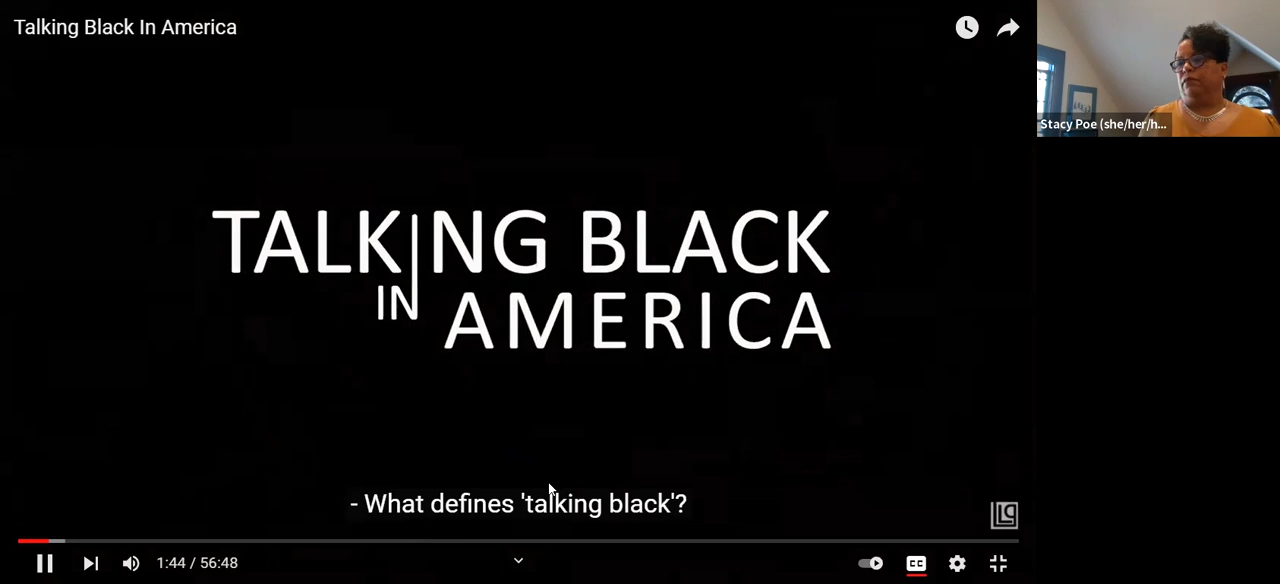 Talking Black In America
Stacy Poe (she/her/h...
TALKING BLACK
IN AMERICA
- What defines 'talking black'?
1:44 / 56:48
CC